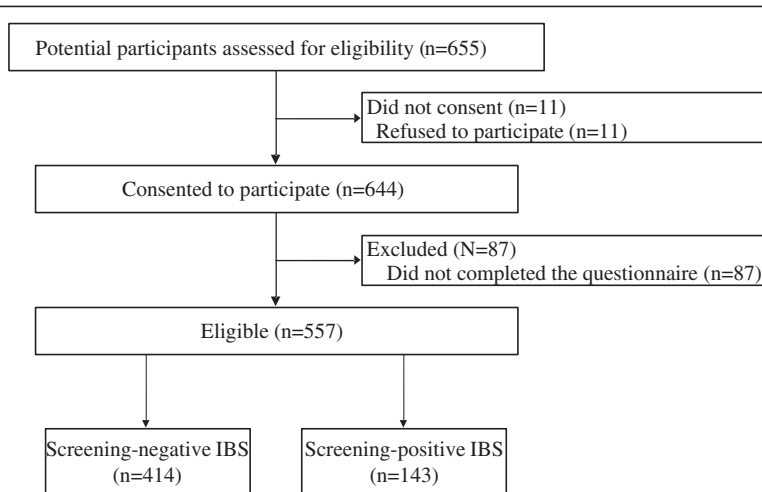 Potential participants assessed for eligibility (n=655)
Did not consent (n=11)
Refused to participate (n=11)
Consented to participate (n=644)
Excluded (N=87)
Did not completed the questionnaire (n=87)
Eligible (n=557)
Screening-negative IBS
(n=414)
Screening-positive IBS
(n=143)